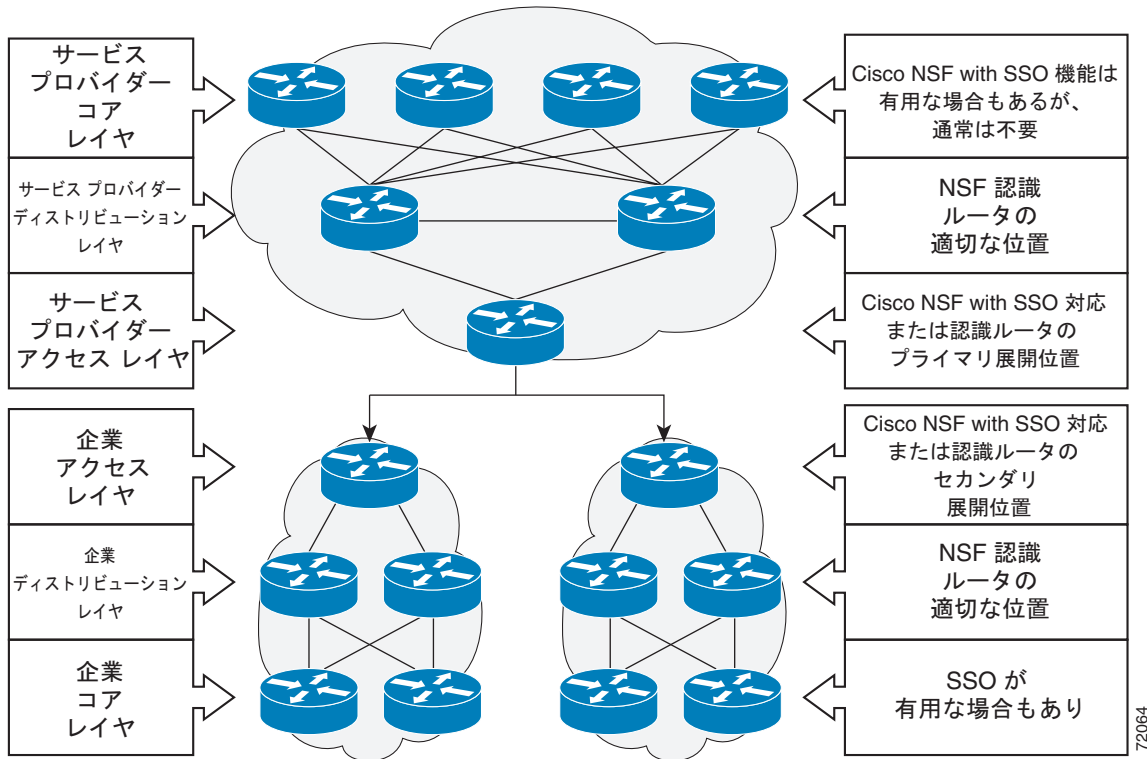 サービス
プロバイダー
コア
レイヤ
Cisco NSF with SSO 機能は
有用な場合もあるが、
通常は不要
サービス プロバイダー
ディストリビューション
レイヤ
NSF 認識
ルータの
適切な位置
サービス
プロバイダー
アクセス レイヤ
Cisco NSF with SSO 対応
または認識ルータの
プライマリ展開位置
企業
アクセス
レイヤ
Cisco NSF with SSO 対応
または認識ルータの
セカンダリ
展開位置
企業
ディストリビューション
レイヤ
NSF 認識
ルータの
適切な位置
企業
コア
レイヤ
SSO が
有用な場合もあり
72064